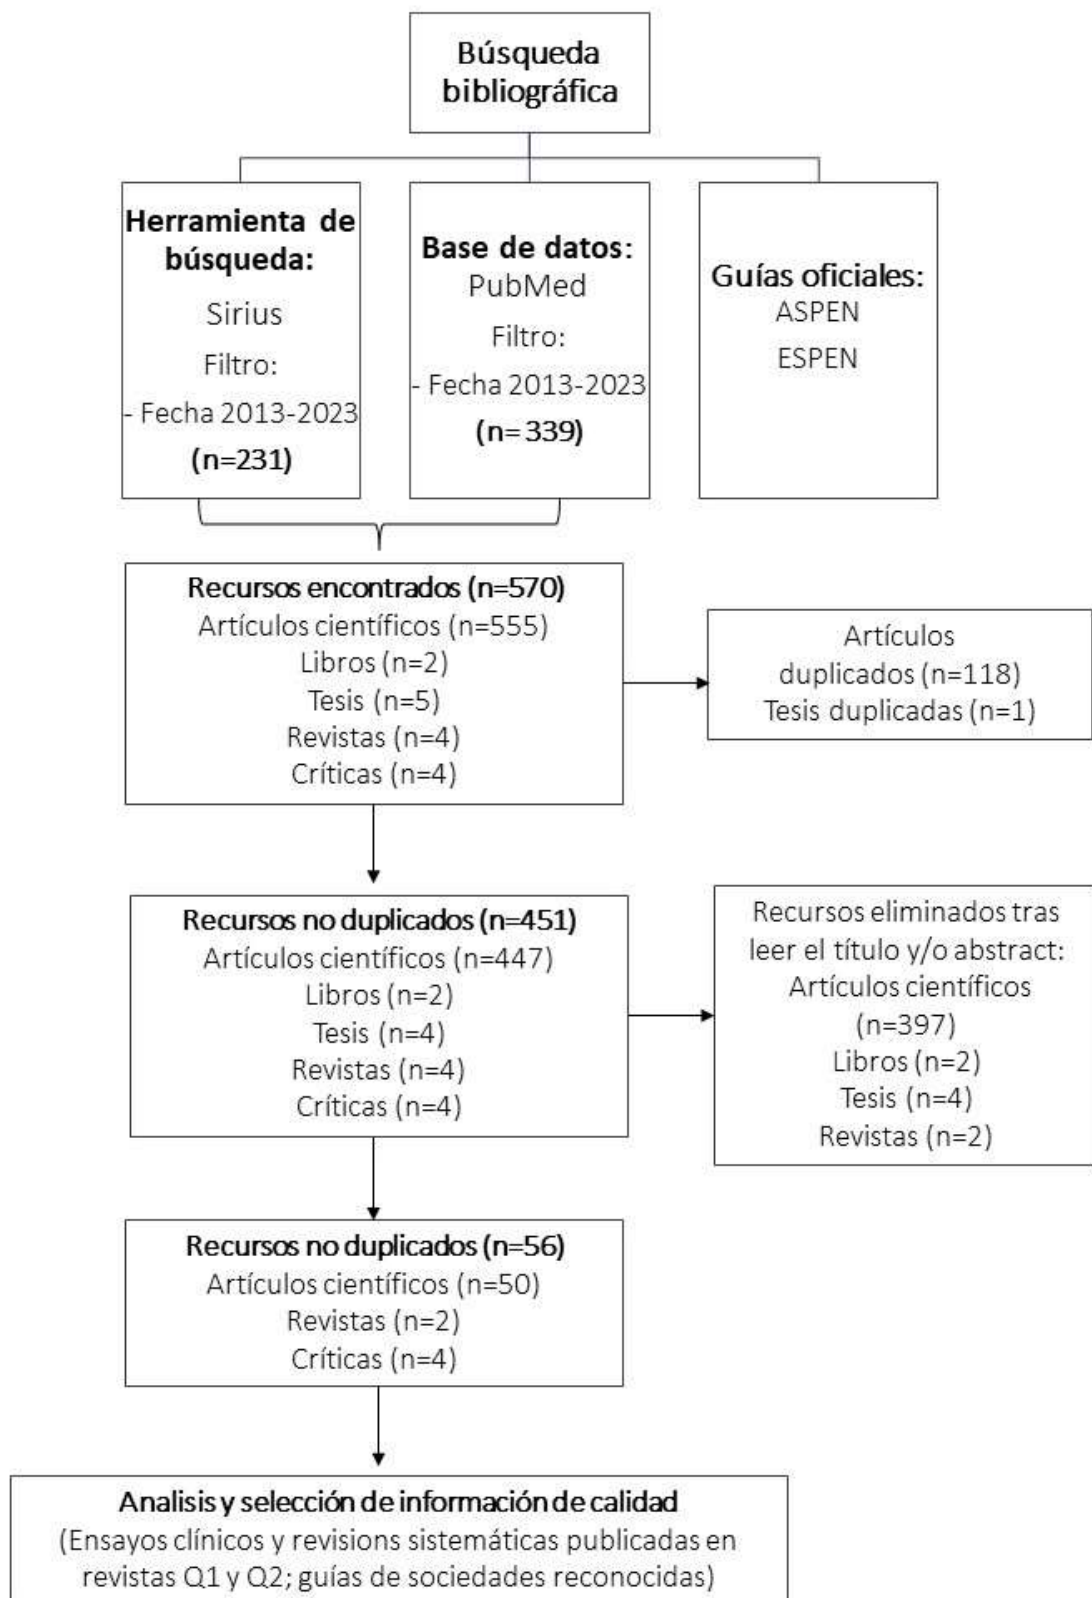 Búsqueda
bibliográfica
Herramienta de
búsqueda:
Sirius
Filtro:
- Fecha 2013-2023
(n=231)
Base de datos:
PubMed
Filtro:
- Fecha 2013-2023
(n= 339)
Guías oficiales:
ASPEN
ESPEN
Recursos encontrados (n=570)
Artículos científicos (n=555)
Libros (n=2)
Tesis (n=5)
Revistas (n=4)
Críticas (n=4)
Artículos
duplicados (n=118)
Tesis duplicadas (n=1)
Recursos no duplicados (n=451)
Artículos científicos (n=447)
Libros (n=2)
Tesis (n=4)
Revistas (n=4)
Críticas (n=4)
Recursos eliminados tras
leer el título y/o abstract:
Artículos científicos
(n=397)
Libros (n=2)
Tesis (n=4)
Revistas (n=2)
Recursos no duplicados (n=56)
Artículos científicos (n=50)
Revistas (n=2)
Críticas (n=4)
Analisis y selección de información de calidad
(Ensayos clínicos y revisions sistemáticas publicadas en
revistas Q1 y Q2; guías de sociedades reconocidas)